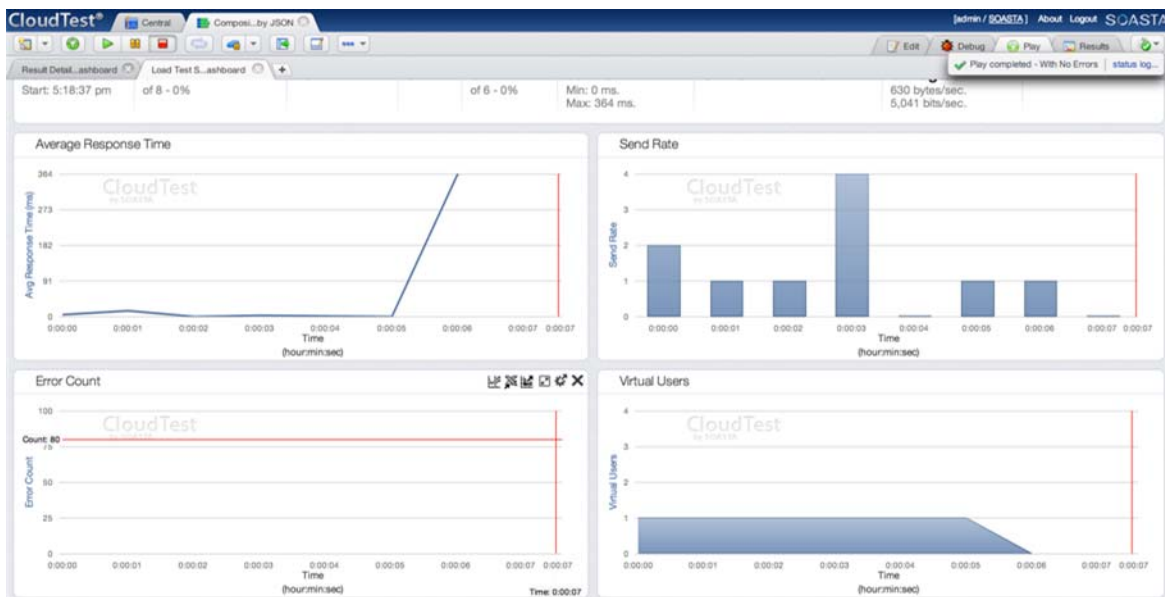 CloudTest® Central Composi...by JSON [admin / SOASTA] About Logout SOASTA
Edit Debug Play Results
Result Detail...ashboard Load Test S...ashboard + Play completed - With No Errors status log...
Start: 5:18:37 pm of 8 - 0% of 6 - 0% Min: 0 ms. 630 bytes/sec.
Max: 364 ms. 5,041 bits/sec.
Average Response Time
CloudTest
by SOASTA
Avg Response Time (ms)
364
273
182
91
0
0:00:00 0:00:01 0:00:02 0:00:03 0:00:04 0:00:05 0:00:06 0:00:07 0:00:07
Time
(hour:min:sec)
Send Rate
CloudTest
by SOASTA
Send Rate
4
3
2
1
0
0:00:00 0:00:01 0:00:02 0:00:03 0:00:04 0:00:05 0:00:06 0:00:07 0:00:07
Time
(hour:min:sec)
Error Count
CloudTest
by SOASTA
Error Count
100
Count: 80
75
50
25
0
0:00:00 0:00:01 0:00:02 0:00:03 0:00:04 0:00:05 0:00:06 0:00:07 0:00:07
Time
(hour:min:sec)
Time: 0:00:07
Virtual Users
CloudTest
by SOASTA
Virtual Users
4
3
2
1
0
0:00:00 0:00:01 0:00:02 0:00:03 0:00:04 0:00:05 0:00:06 0:00:07 0:00:07
Time
(hour:min:sec)